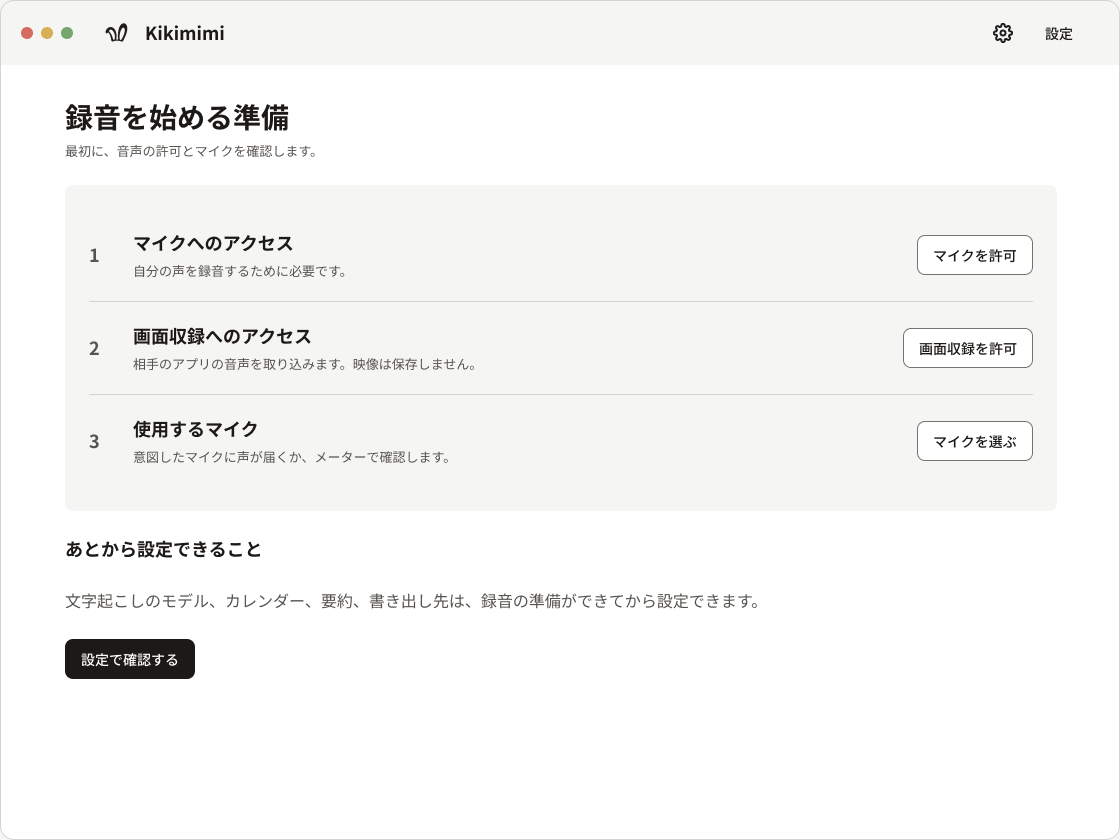 Kikimimi
設定
録音を始める準備
最初に、音声の許可とマイクを確認します。
1
マイクへのアクセス
自分の声を録音するために必要です。
マイクを許可
2
画面収録へのアクセス
相手のアプリの音声を取り込みます。映像は保存しません。
画面収録を許可
3
使用するマイク
意図したマイクに声が届くか、メーターで確認します。
マイクを選ぶ
あとから設定できること
文字起こしのモデル、カレンダー、要約、書き出し先は、録音の準備ができてから設定できます。
設定で確認する